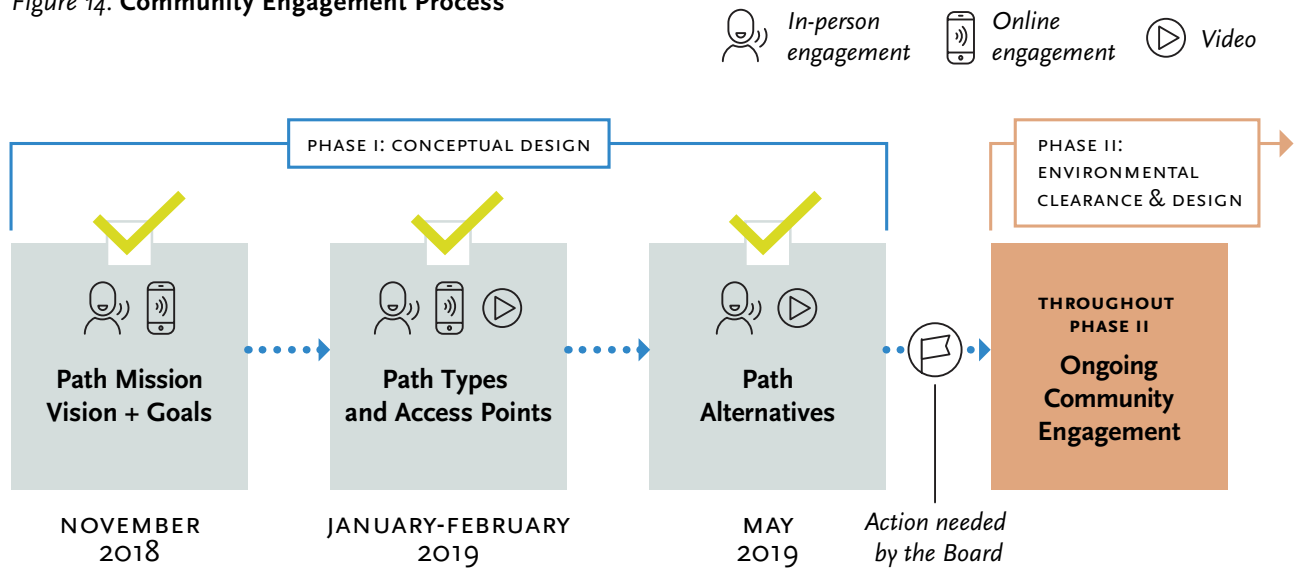 Figure 14. Community Engagement Process
In-person
engagement
Online
engagement
Video
PHASE I: CONCEPTUAL DESIGN
PHASE II:
ENVIRONMENTAL
CLEARANCE & DESIGN
Path Mission
Vision + Goals
Path Types
and Access Points
Path
Alternatives
THROUGHOUT
PHASE II
Ongoing
Community
Engagement
NOVEMBER
2018
JANUARY-FEBRUARY
2019
MAY
2019
Action needed
by the Board